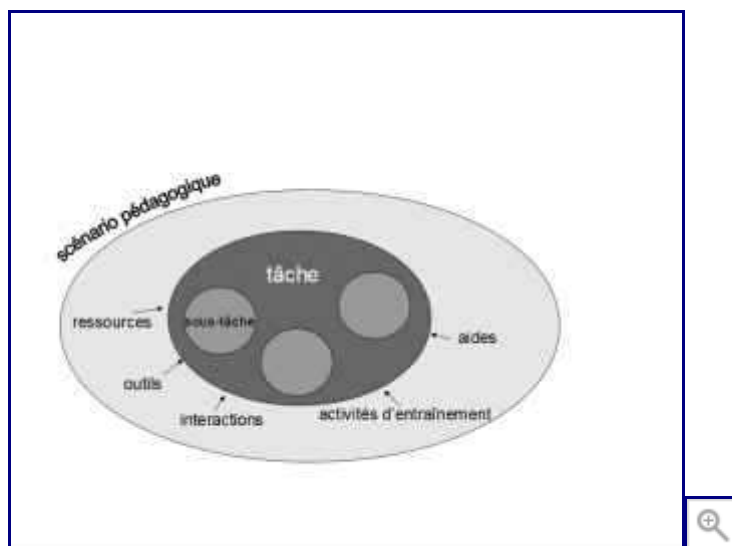 scénario pédagogique
tâche
ressources
sous-tâche
aides
outils
interactions
activités d'entraînement